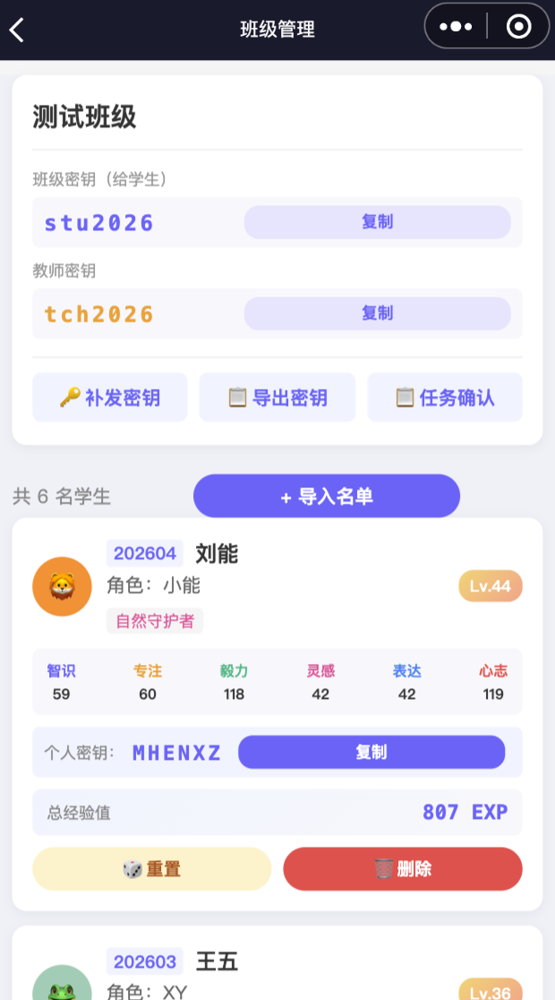 班级管理
测试班级
班级密钥（给学生）
stu2026 复制
教师密钥
tch2026 复制
补发密钥 导出密钥 任务确认
共 6 名学生 + 导入名单
202604 刘能
角色：小能 Lv.44
自然守护者
智识 专注 毅力 灵感 表达 心志
59 60 118 42 42 119
个人密钥： MHENXZ 复制
总经验值 807 EXP
重置 删除
202603 王五
角色：XY Lv.36